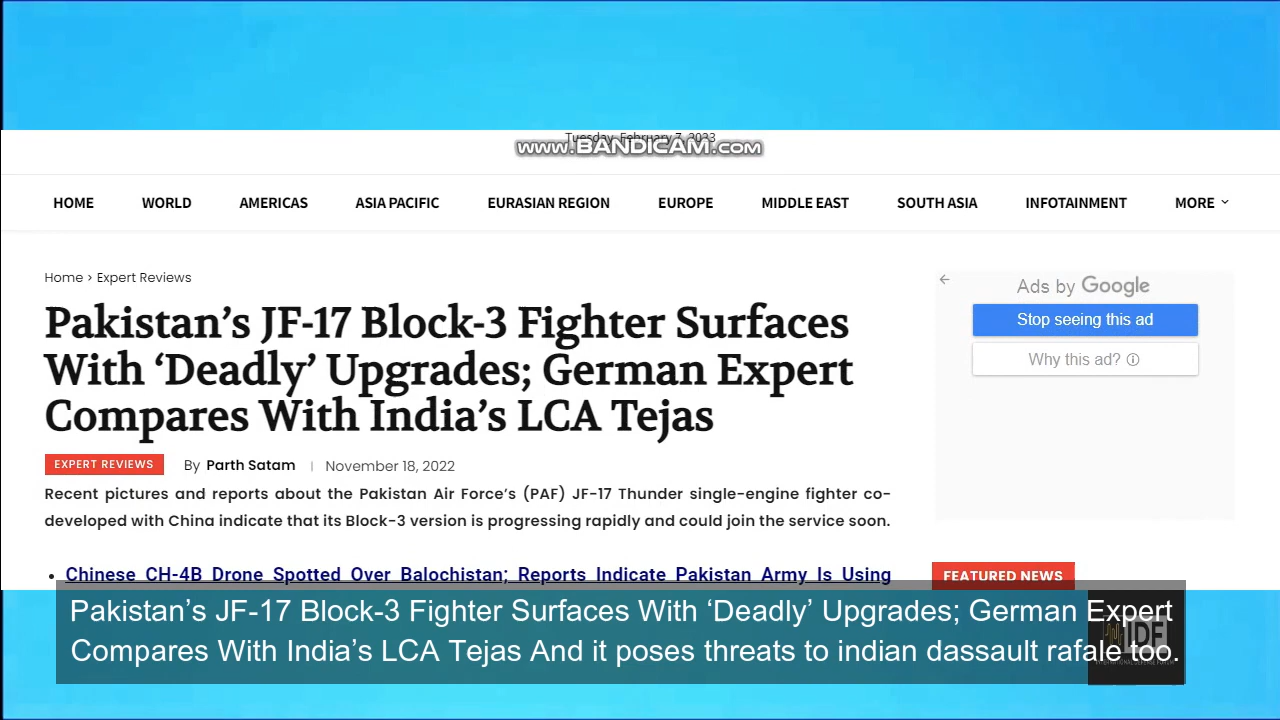 Tuesday, February 7, 2023
www.BANDICAM.com
HOME WORLD AMERICAS ASIA PACIFIC EURASIAN REGION EUROPE MIDDLE EAST SOUTH ASIA INFOTAINMENT MORE
Home › Expert Reviews
Pakistan’s JF-17 Block-3 Fighter Surfaces
With ‘Deadly’ Upgrades; German Expert
Compares With India’s LCA Tejas
EXPERT REVIEWS By Parth Satam | November 18, 2022
Recent pictures and reports about the Pakistan Air Force’s (PAF) JF-17 Thunder single-engine fighter co-
developed with China indicate that its Block-3 version is progressing rapidly and could join the service soon.
• Chinese CH-4B Drone Spotted Over Balochistan; Reports Indicate Pakistan Army Is Using
Ads by Google
Stop seeing this ad
Why this ad?
FEATURED NEWS
Pakistan’s JF-17 Block-3 Fighter Surfaces With ‘Deadly’ Upgrades; German Expert
Compares With India’s LCA Tejas And it poses threats to indian dassault rafale too.
IDF
INTERNATIONAL DEFENSE FORUM